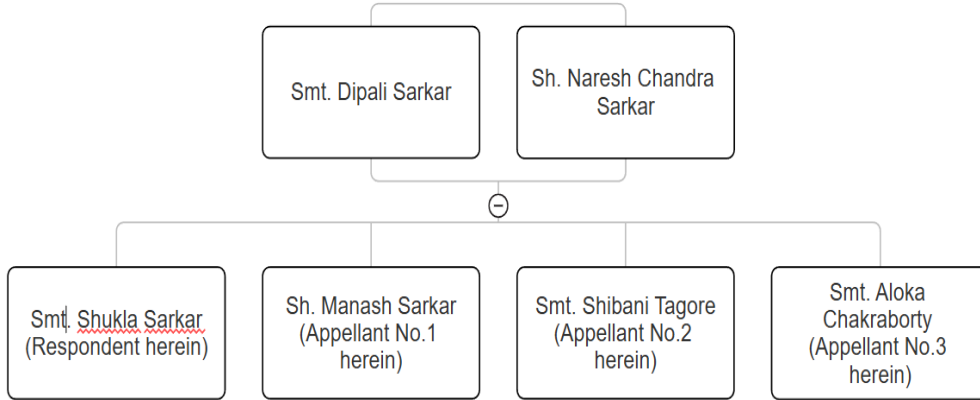 Smt. Dipali Sarkar
Sh. Naresh Chandra
Sarkar
Smt. Shukla Sarkar
(Respondent herein)
Sh. Manash Sarkar
(Appellant No.1
herein)
Smt. Shibani Tagore
(Appellant No.2
herein)
Smt. Aloka
Chakraborty
(Appellant No.3
herein)